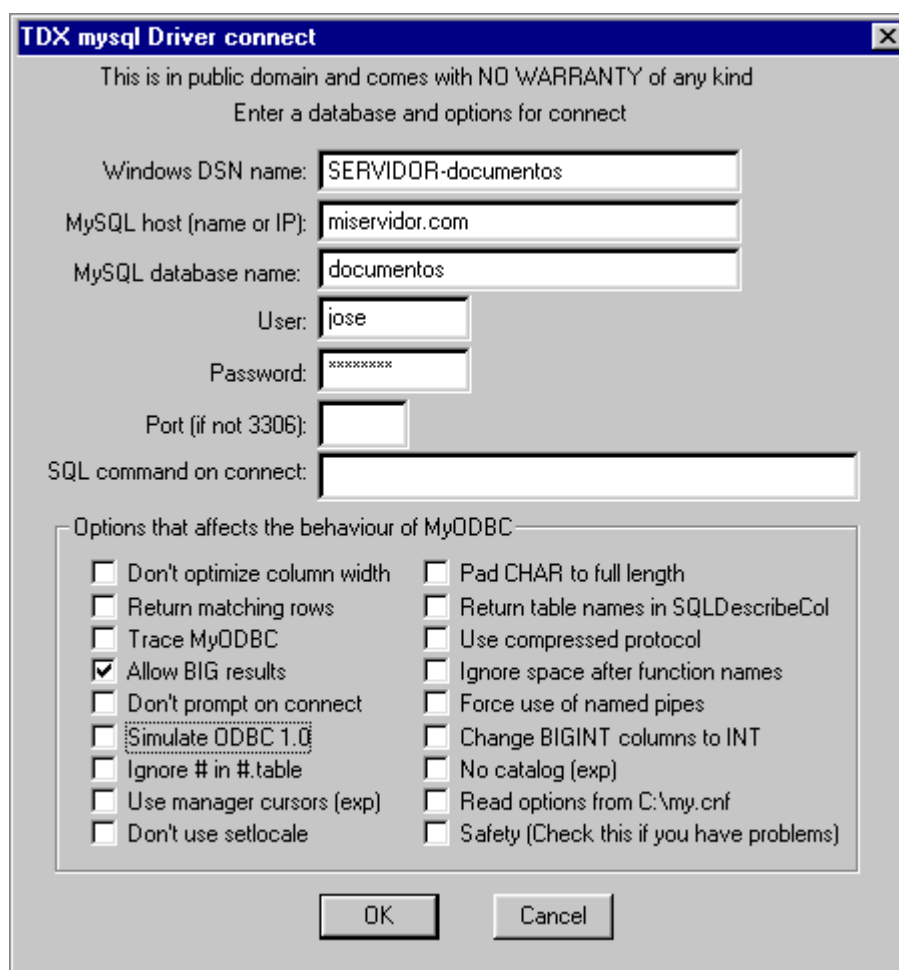 TDX mysql Driver connect
This is in public domain and comes with NO WARRANTY of any kind
Enter a database and options for connect
Windows DSN name: SERVIDOR-documentos
MySQL host (name or IP): miservidor.com
MySQL database name: documentos
User: jose
Password: ********
Port (if not 3306):
SQL command on connect:
Options that affects the behaviour of MyODBC
Don't optimize column width
Return matching rows
Trace MyODBC
Allow BIG results
Don't prompt on connect
Simulate ODBC 1.0
Ignore # in #.table
Use manager cursors (exp)
Don't use setlocale
Pad CHAR to full length
Return table names in SQLDescribeCol
Use compressed protocol
Ignore space after function names
Force use of named pipes
Change BIGINT columns to INT
No catalog (exp)
Read options from C:\my.cnf
Safety (Check this if you have problems)
OK
Cancel